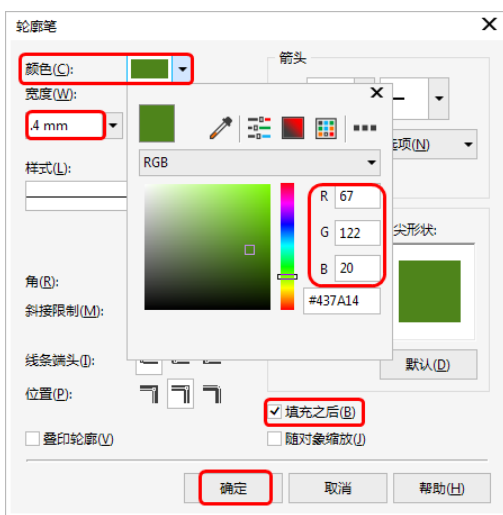 轮廓笔
颜色(C):
箭头
宽度(W):
.4 mm
项(N)
样式(L):
RGB
R 67
G 122
B 20
#437A14
尖形状:
角(R):
斜接限制(M):
线条端头(I):
默认(D)
位置(P):
填充之后(B)
叠印轮廓(V)
随对象缩放(J)
确定
取消
帮助(H)